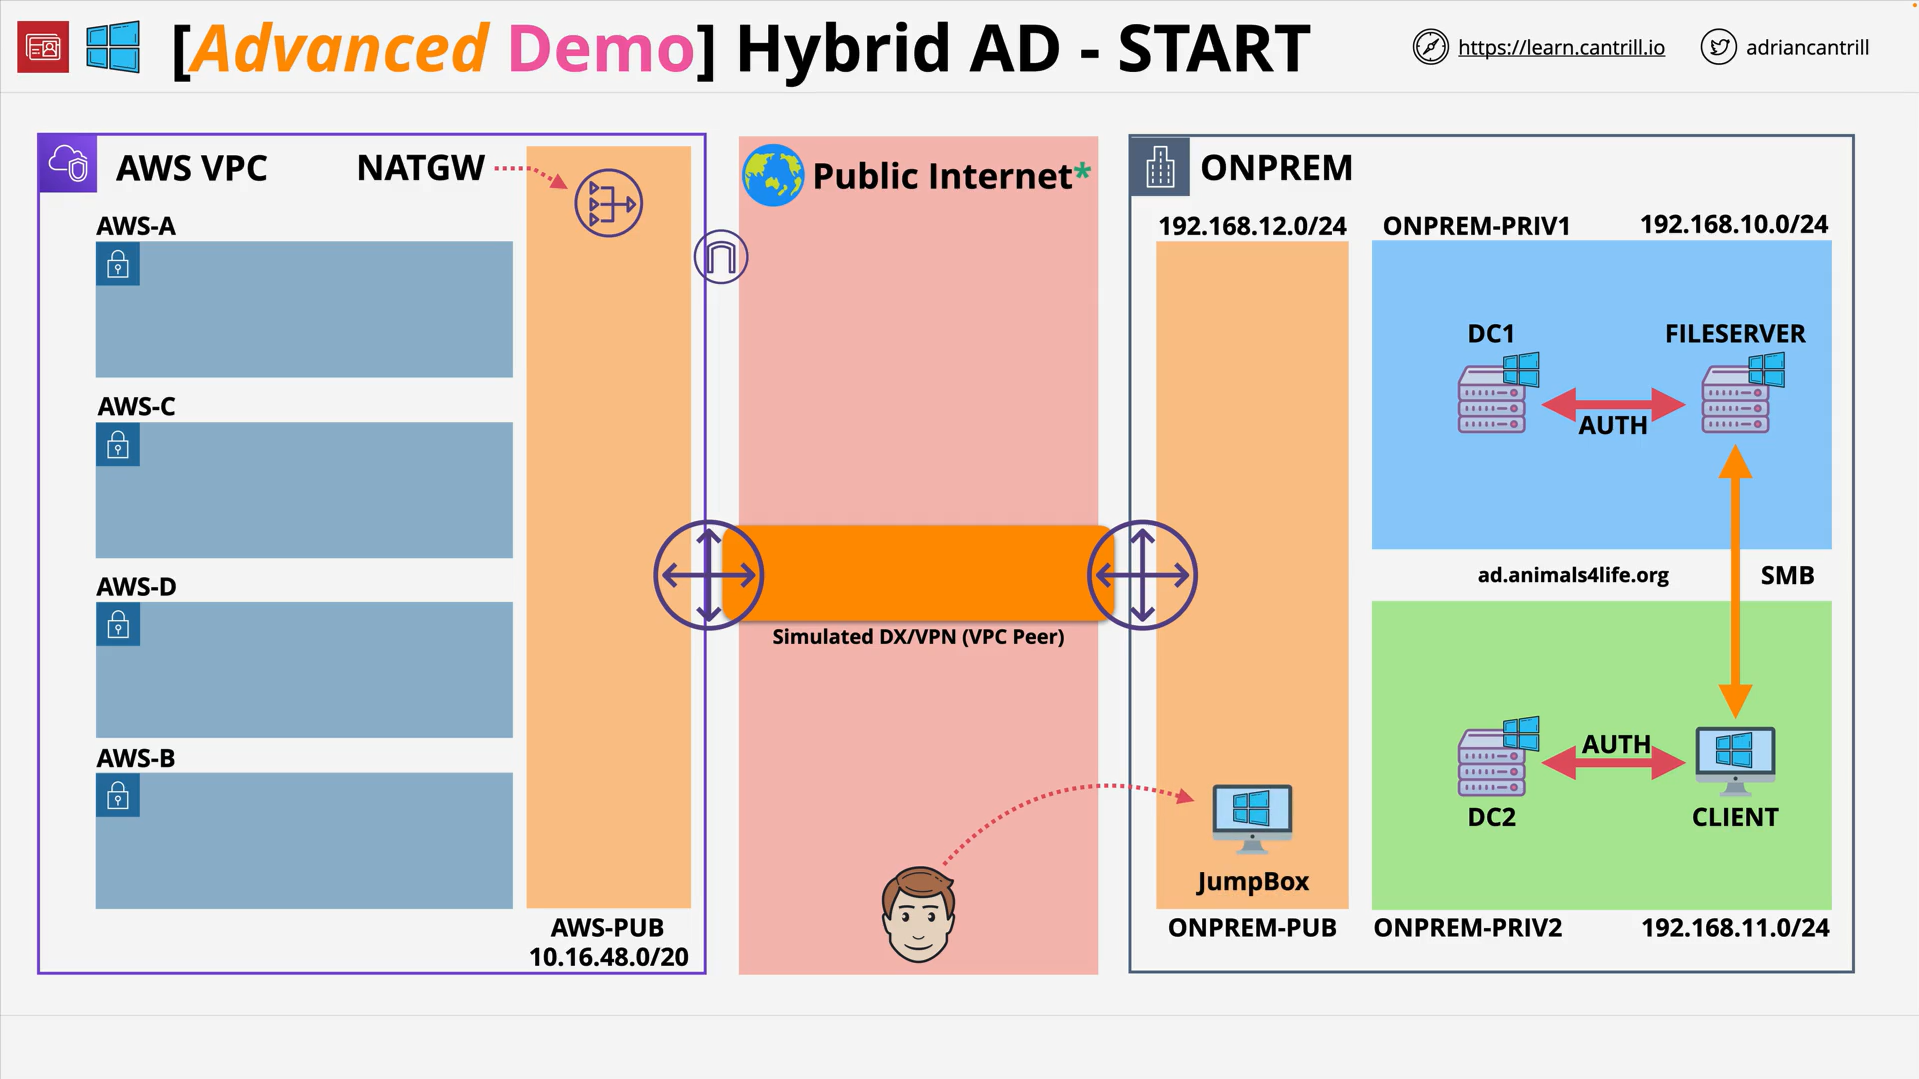 [Advanced Demo] Hybrid AD - START
https://learn.cantrill.io
adriancantrill
AWS VPC
NATGW
AWS-A
AWS-C
AWS-D
AWS-B
AWS-PUB
10.16.48.0/20
Public Internet*
Simulated DX/VPN (VPC Peer)
ONPREM
192.168.12.0/24
JumpBox
ONPREM-PUB
ONPREM-PRIV1
192.168.10.0/24
DC1
FILESERVER
AUTH
ad.animals4life.org
SMB
AUTH
DC2
CLIENT
ONPREM-PRIV2
192.168.11.0/24